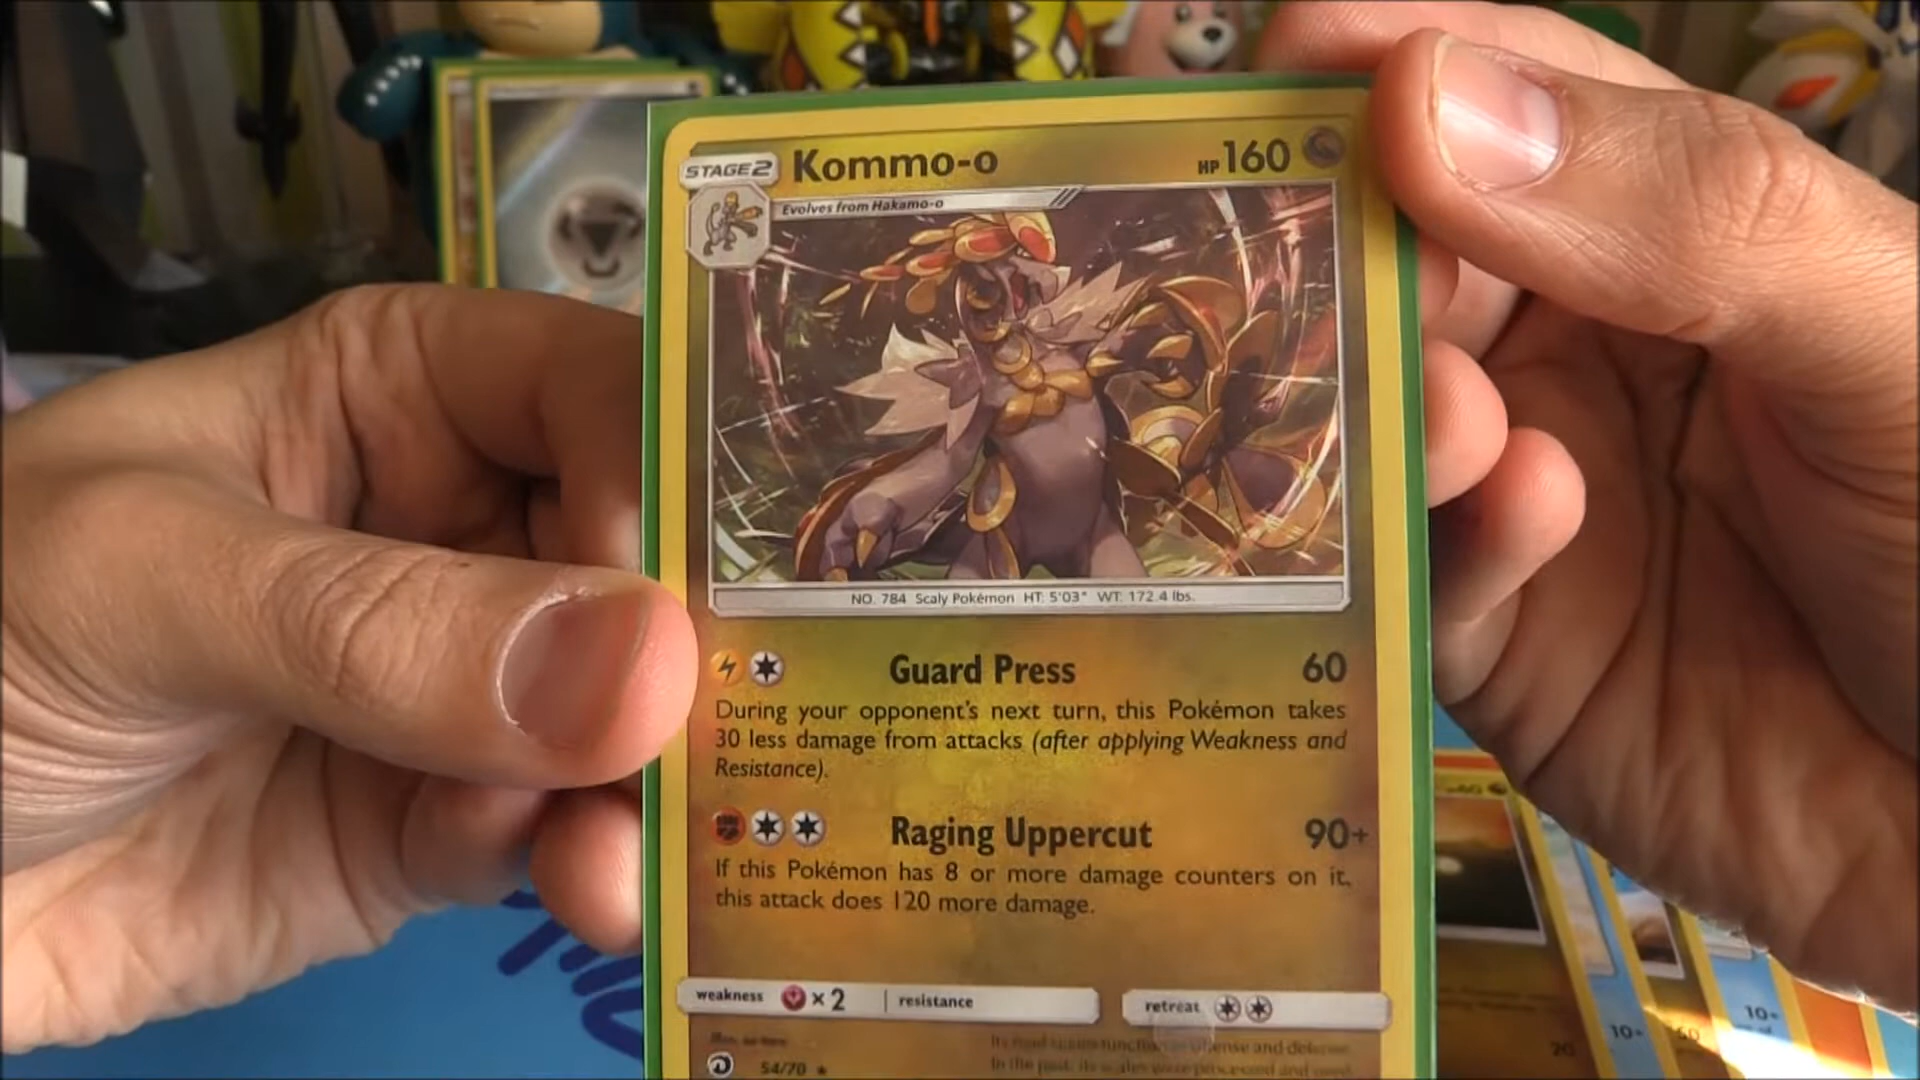 STAGE 2 Kommo-o HP 160
Evolves from Hakamo-o
NO. 784 Scaly Pokémon HT: 5'03" WT: 172.4 lbs.
Guard Press 60
During your opponent's next turn, this Pokémon takes
30 less damage from attacks (after applying Weakness and
Resistance).
Raging Uppercut 90+
If this Pokémon has 8 or more damage counters on it,
this attack does 120 more damage.
weakness ×2 resistance retreat
54/70
10+
10+
20